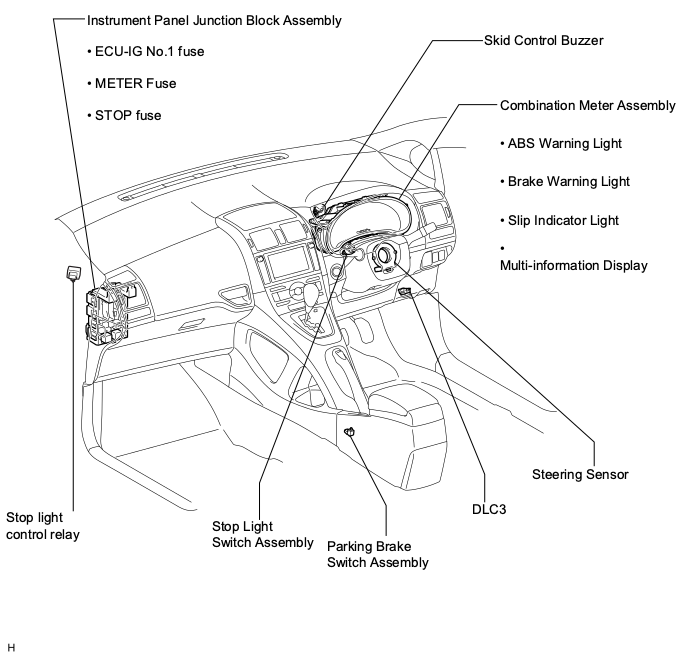 Instrument Panel Junction Block Assembly
• ECU-IG No.1 fuse
• METER Fuse
• STOP fuse
Skid Control Buzzer
Combination Meter Assembly
• ABS Warning Light
• Brake Warning Light
• Slip Indicator Light
•
Multi-information Display
Steering Sensor
DLC3
Stop light
control relay
Stop Light
Switch Assembly
Parking Brake
Switch Assembly
H